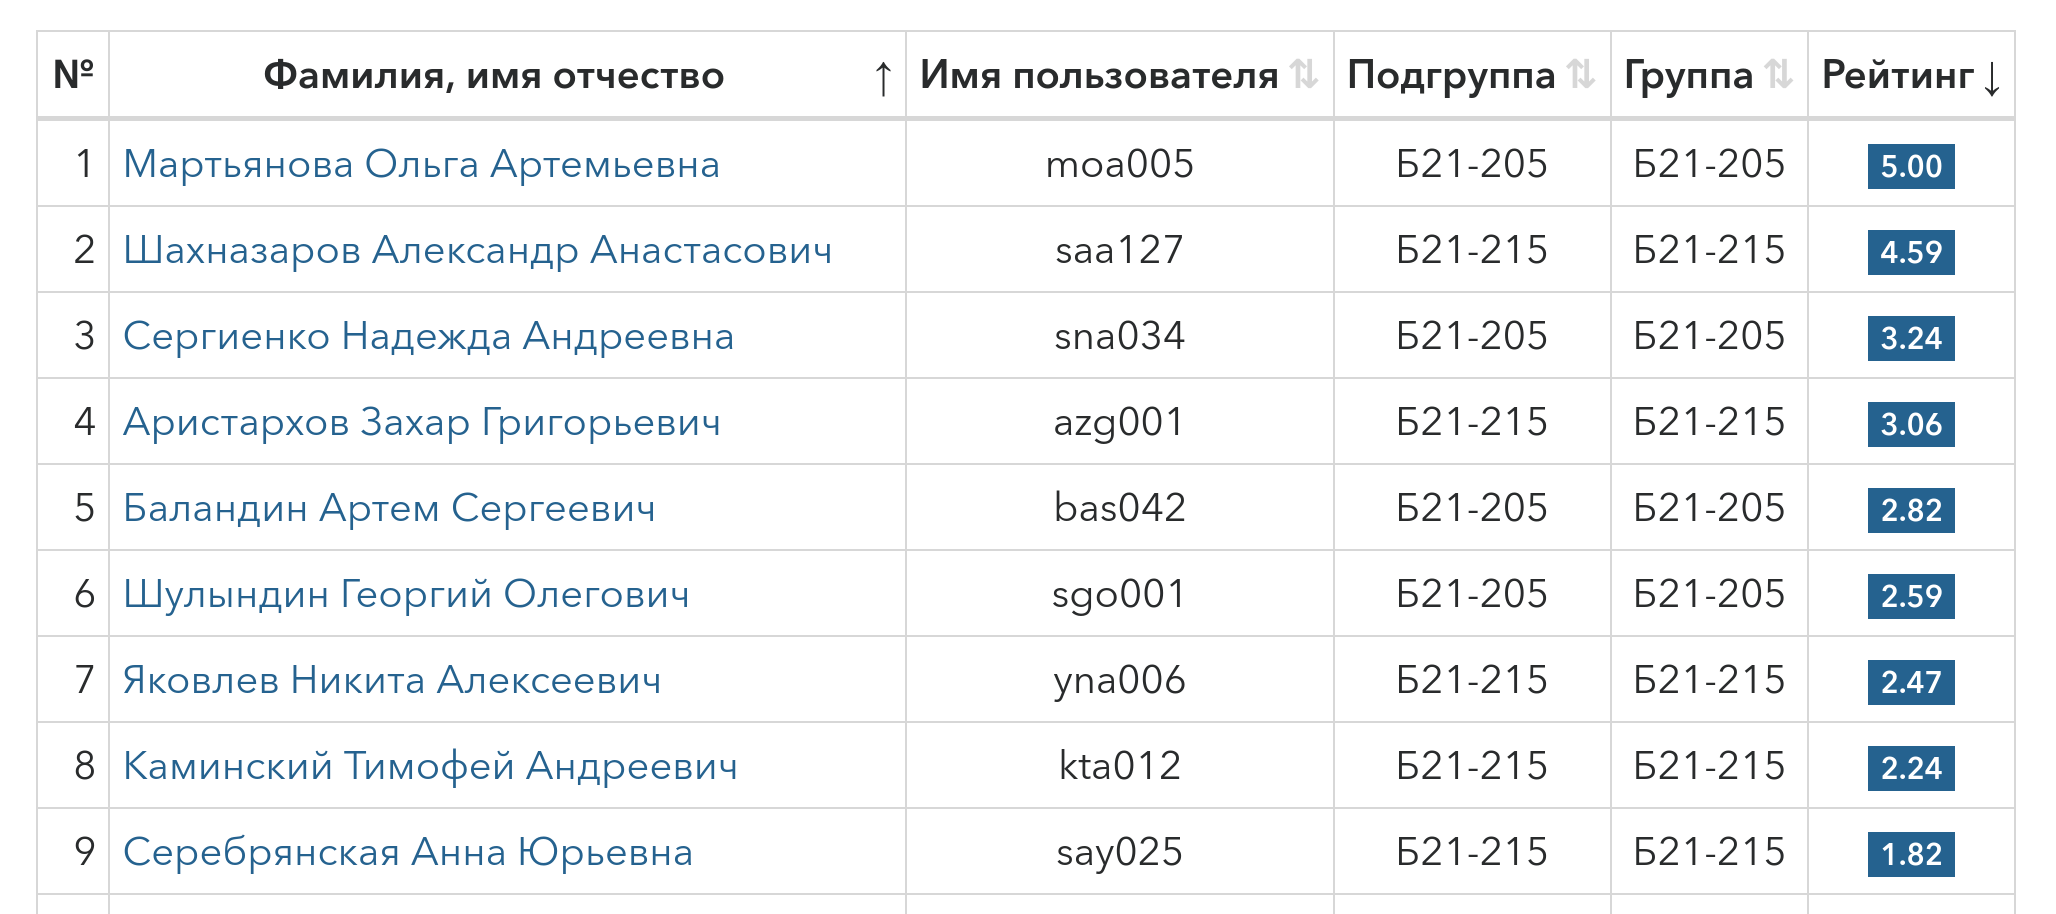 № Фамилия, имя отчество ↑ Имя пользователя ⇅ Подгруппа ⇅ Группа ⇅ Рейтинг ↓
1 Мартьянова Ольга Артемьевна moa005 Б21-205 Б21-205 5.00
2 Шахназаров Александр Анастасович saa127 Б21-215 Б21-215 4.59
3 Сергиенко Надежда Андреевна sna034 Б21-205 Б21-205 3.24
4 Аристархов Захар Григорьевич azg001 Б21-215 Б21-215 3.06
5 Баландин Артем Сергеевич bas042 Б21-205 Б21-205 2.82
6 Шулындин Георгий Олегович sgo001 Б21-205 Б21-205 2.59
7 Яковлев Никита Алексеевич yna006 Б21-215 Б21-215 2.47
8 Каминский Тимофей Андреевич kta012 Б21-215 Б21-215 2.24
9 Серебрянская Анна Юрьевна say025 Б21-215 Б21-215 1.82